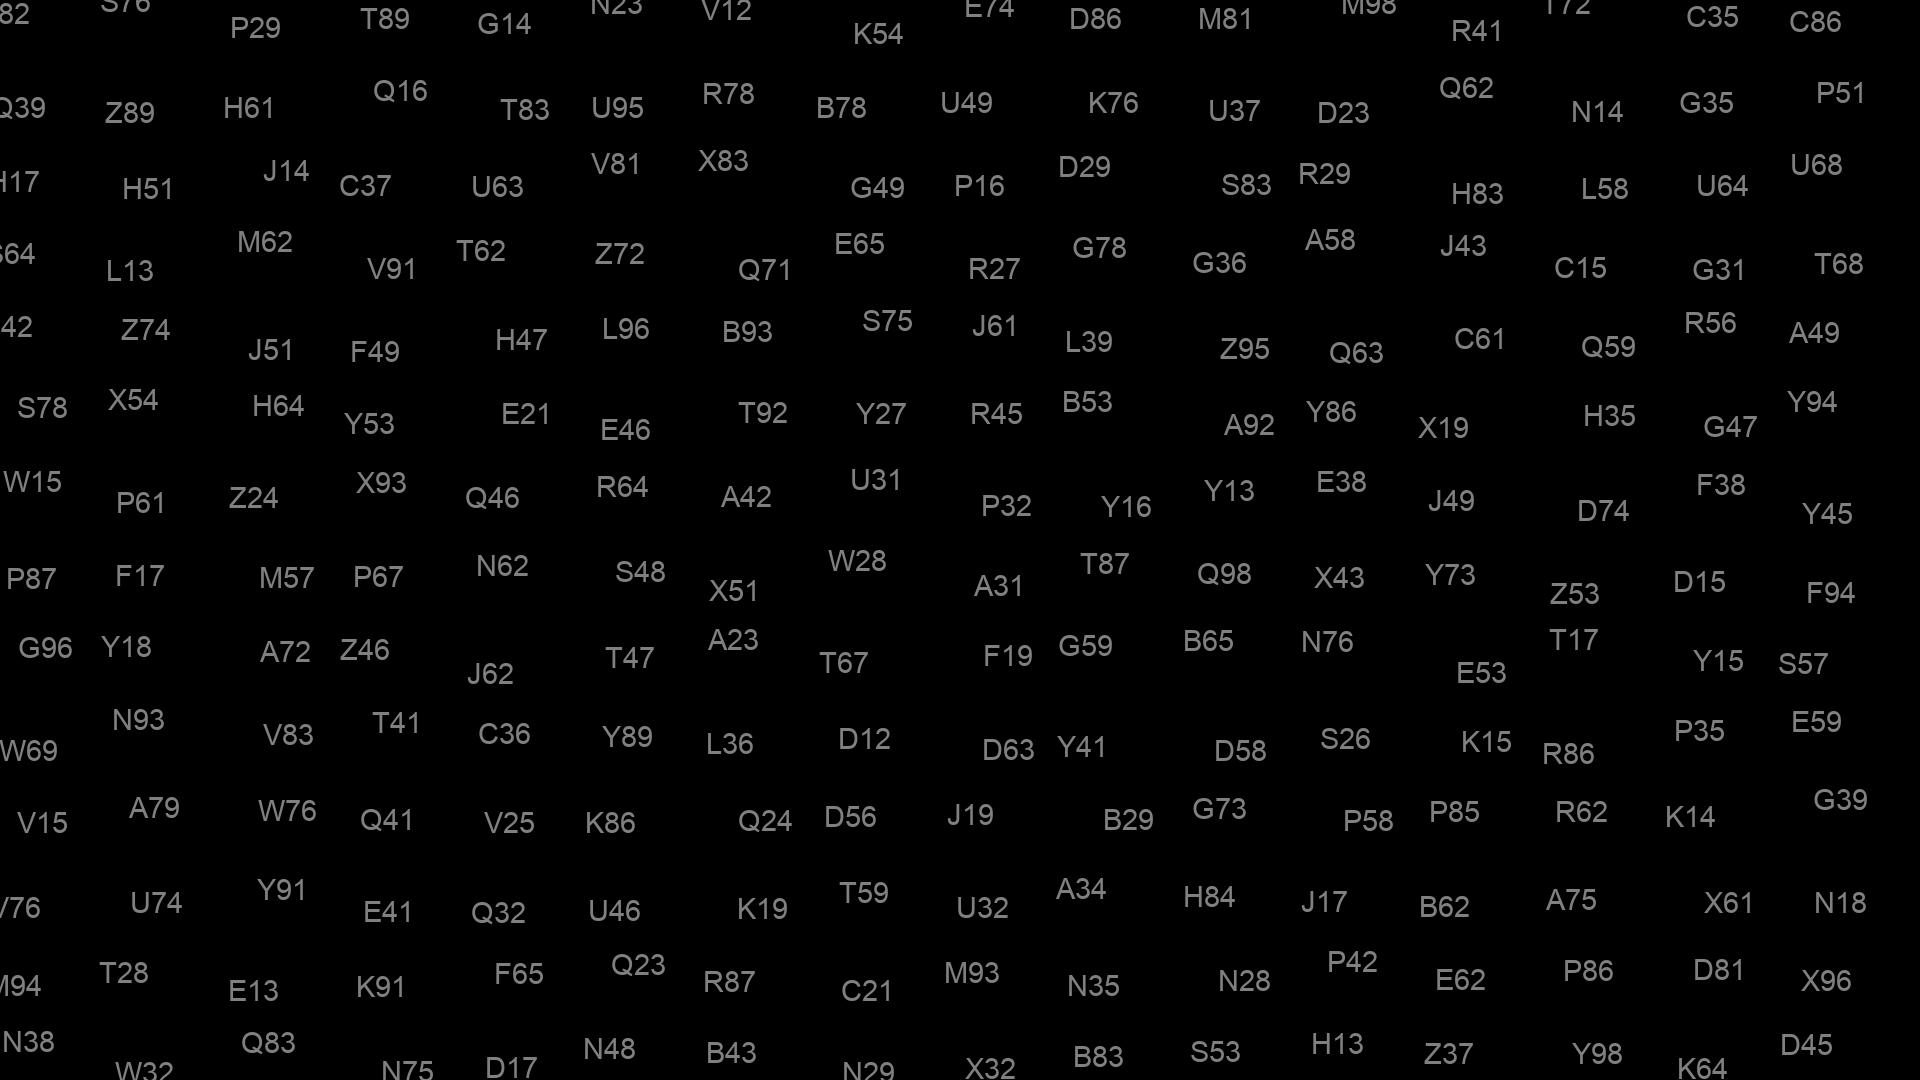 S76 P29 T89 G14 N23 V12 K54 E74 D86 M81 M98 R41 T72 C35 C86
Q39 Z89 H61 Q16 T83 U95 R78 B78 U49 K76 U37 D23 Q62 N14 G35 P51
H17 H51 J14 C37 U63 V81 X83 G49 P16 D29 S83 R29 H83 L58 U64 U68
S64 L13 M62 V91 T62 Z72 Q71 E65 R27 G78 G36 A58 J43 C15 G31 T68
42 Z74 J51 F49 H47 L96 B93 S75 J61 L39 Z95 Q63 C61 Q59 R56 A49
S78 X54 H64 Y53 E21 E46 T92 Y27 R45 B53 A92 Y86 X19 H35 G47 Y94
W15 P61 Z24 X93 Q46 R64 A42 U31 P32 Y16 Y13 E38 J49 D74 F38 Y45
P87 F17 M57 P67 N62 S48 X51 W28 A31 T87 Q98 X43 Y73 Z53 D15 F94
G96 Y18 A72 Z46 J62 T47 A23 T67 F19 G59 B65 N76 E53 T17 Y15 S57
W69 N93 V83 T41 C36 Y89 L36 D12 D63 Y41 D58 S26 K15 R86 P35 E59
V15 A79 W76 Q41 V25 K86 Q24 D56 J19 B29 G73 P58 P85 R62 K14 G39
V76 U74 Y91 E41 Q32 U46 K19 T59 U32 A34 H84 J17 B62 A75 X61 N18
M94 T28 E13 K91 F65 Q23 R87 C21 M93 N35 N28 P42 E62 P86 D81 X96
N38 W32 Q83 N75 D17 N48 B43 N29 X32 B83 S53 H13 Z37 Y98 K64 D45